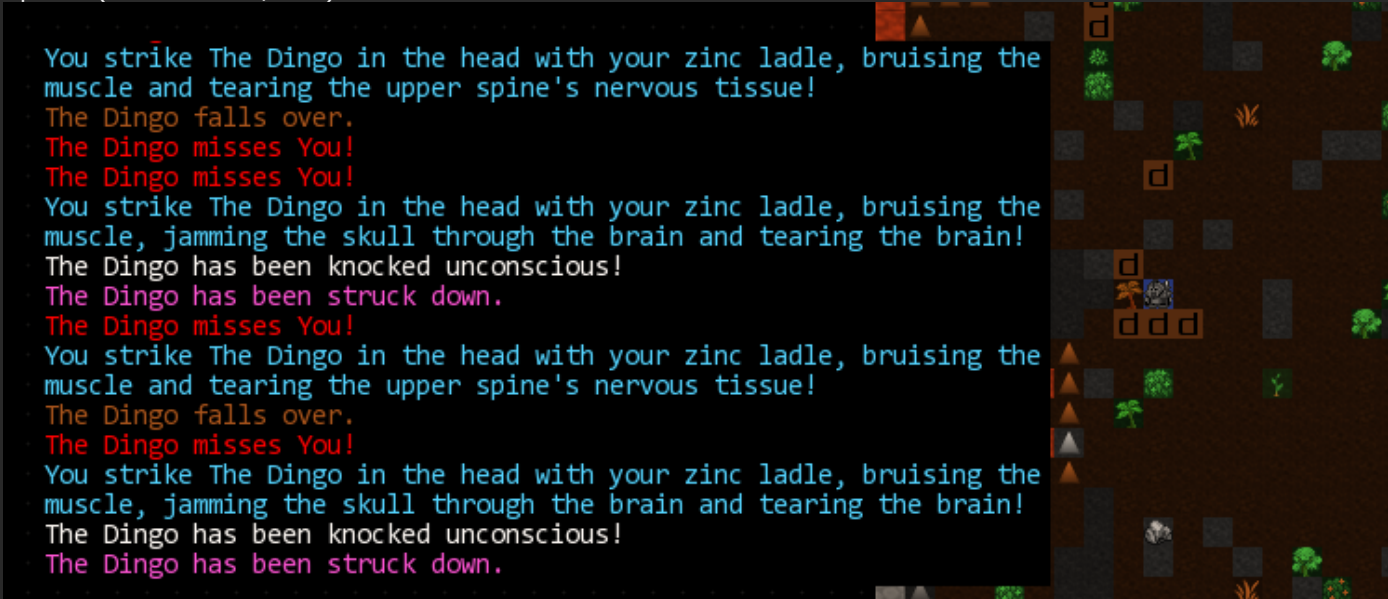 You strike The Dingo in the head with your zinc ladle, bruising the
muscle and tearing the upper spine's nervous tissue!
The Dingo falls over.
The Dingo misses You!
The Dingo misses You!
You strike The Dingo in the head with your zinc ladle, bruising the
muscle, jamming the skull through the brain and tearing the brain!
The Dingo has been knocked unconscious!
The Dingo has been struck down.
The Dingo misses You!
You strike The Dingo in the head with your zinc ladle, bruising the
muscle and tearing the upper spine's nervous tissue!
The Dingo falls over.
The Dingo misses You!
You strike The Dingo in the head with your zinc ladle, bruising the
muscle, jamming the skull through the brain and tearing the brain!
The Dingo has been knocked unconscious!
The Dingo has been struck down.
d
d
d
d
d d d